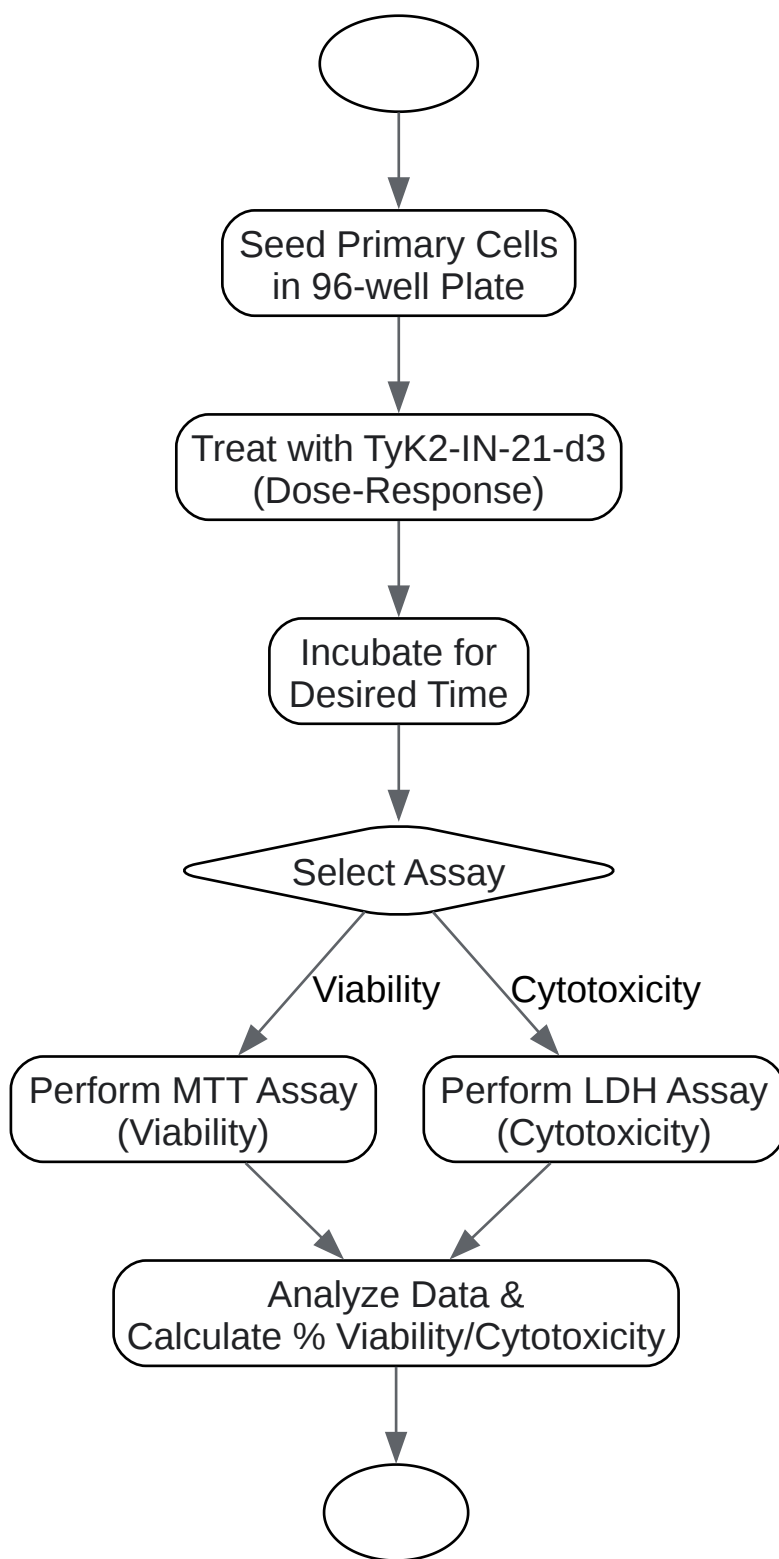 Seed Primary Cells
in 96-well Plate
Treat with TyK2-IN-21-d3
(Dose-Response)
Incubate for
Desired Time
Select Assay
Viability
Cytotoxicity
Perform MTT Assay
(Viability)
Perform LDH Assay
(Cytotoxicity)
Analyze Data &
Calculate % Viability/Cytotoxicity